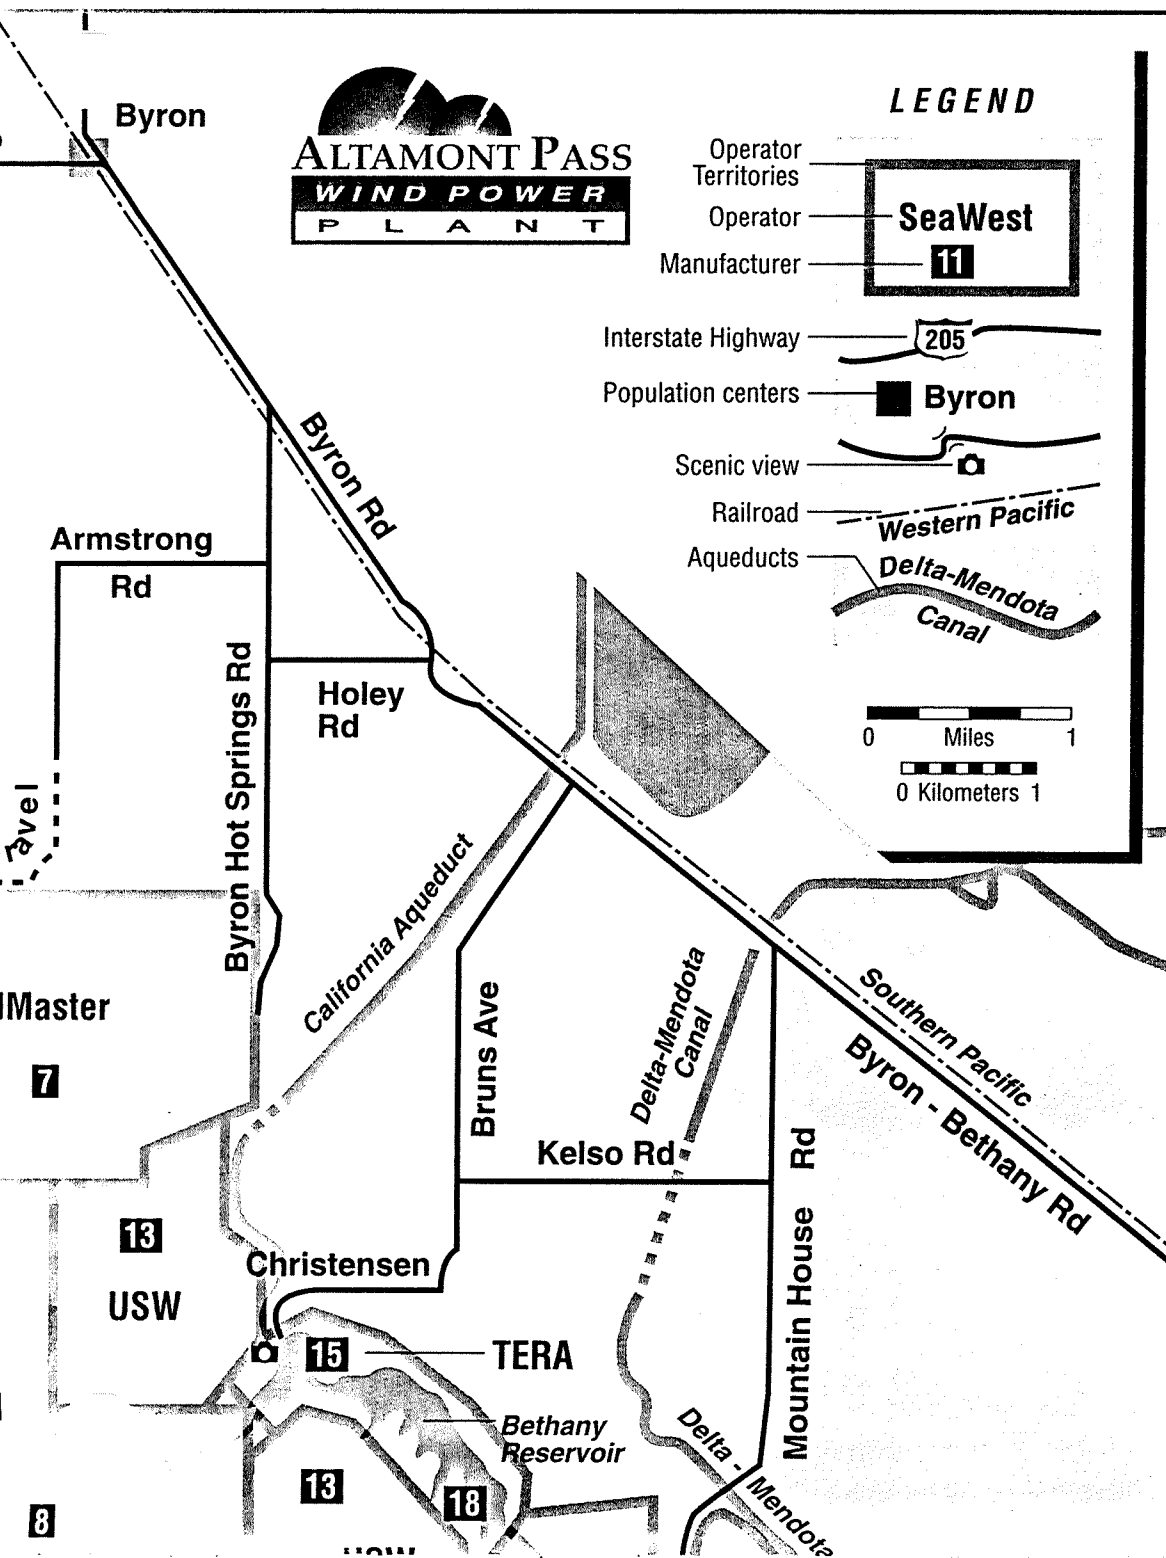 Byron
ALTAMONT PASS
WIND POWER
PLANT
LEGEND
Operator
Territories
Operator
SeaWest
Manufacturer
11
Interstate Highway
205
Population centers
Byron
Scenic view
Railroad
Western Pacific
Aqueducts
Delta-Mendota
Canal
0 Miles 1
0 Kilometers 1
Byron Rd
Armstrong
Rd
Byron Hot Springs Rd
Holey
Rd
avel
California Aqueduct
Bruns Ave
Delta-Mendota
Canal
Southern Pacific
Byron - Bethany Rd
Master
7
Kelso Rd
Mountain House Rd
13
USW
Christensen
15
TERA
Bethany
Reservoir
Delta - Mendota
13
18
8